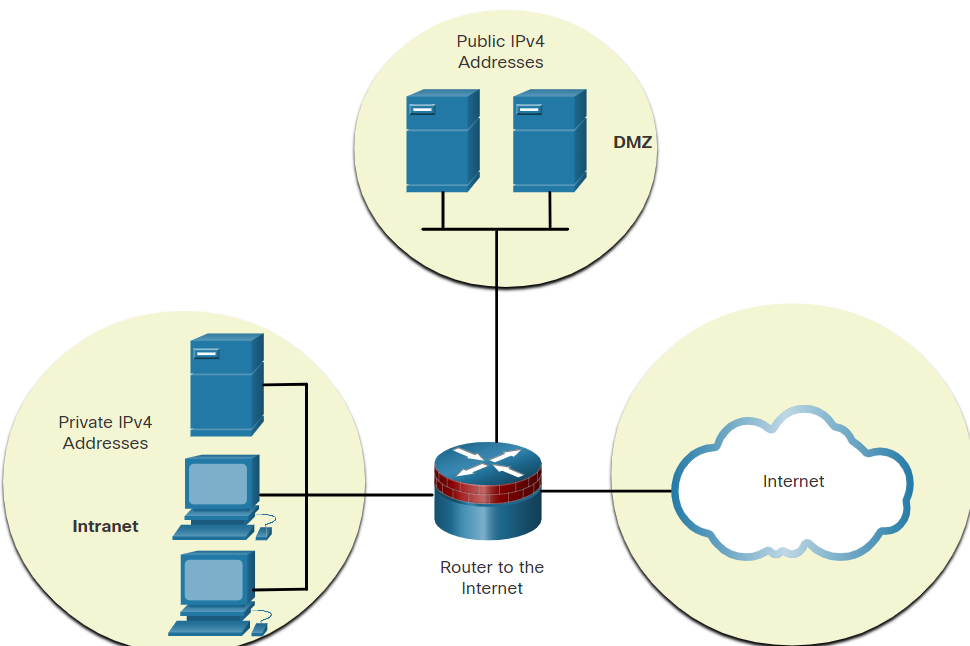 Public IPv4
Addresses
DMZ
Private IPv4
Addresses
Intranet
Router to the
Internet
Internet